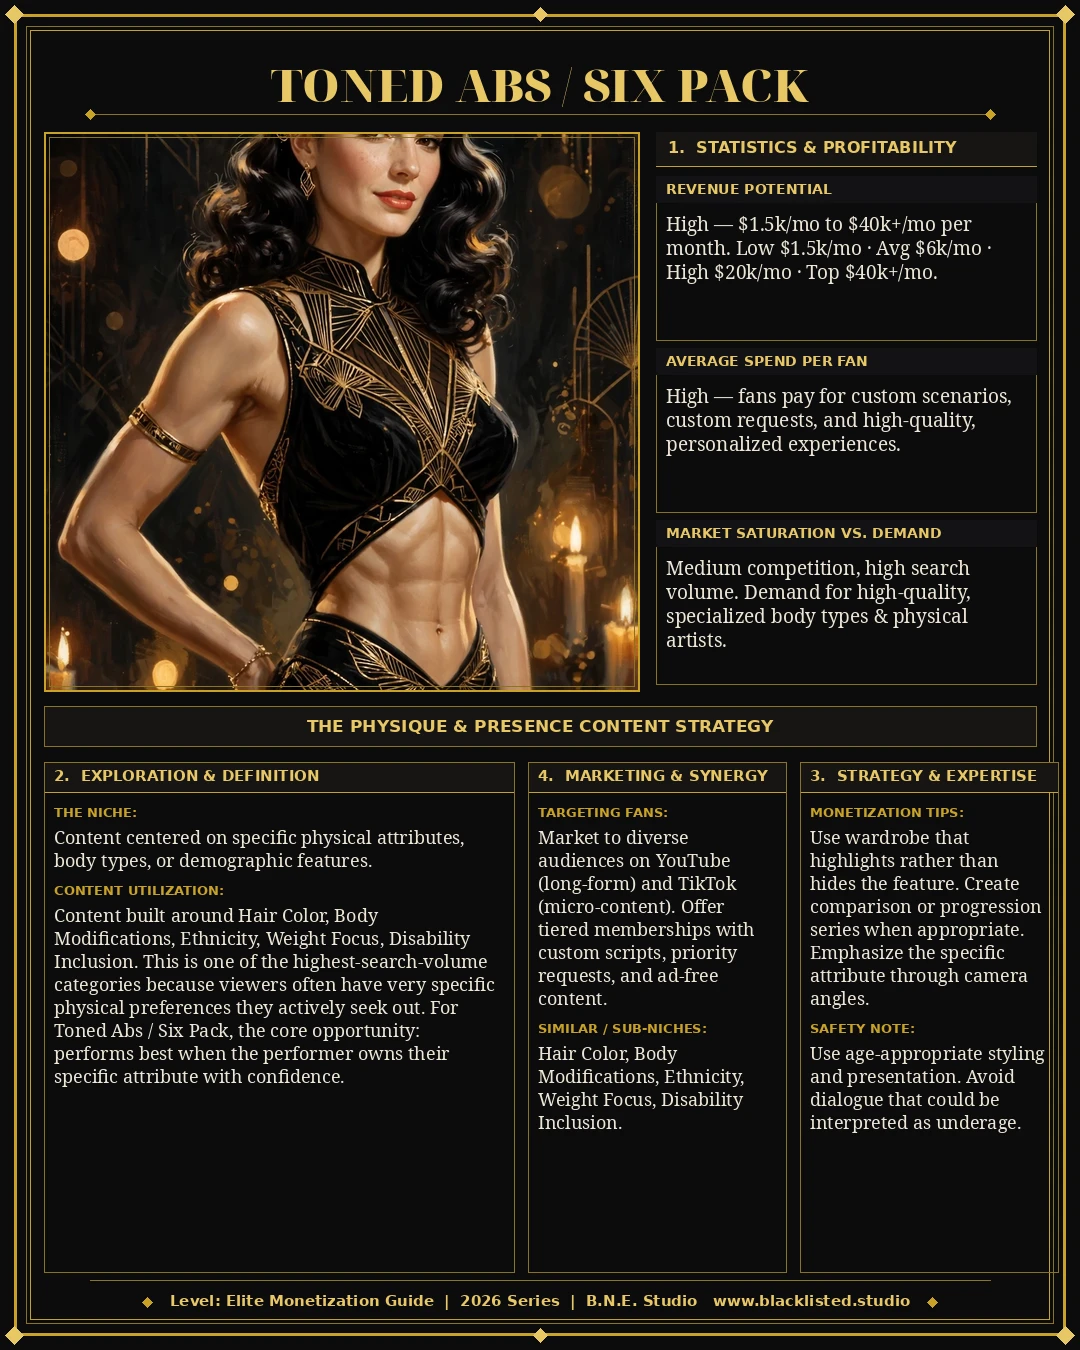 TONED ABS / SIX PACK
1. STATISTICS & PROFITABILITY
REVENUE POTENTIAL
High — $1.5k/mo to $40k+/mo per
month. Low $1.5k/mo · Avg $6k/mo ·
High $20k/mo · Top $40k+/mo.
AVERAGE SPEND PER FAN
High — fans pay for custom scenarios,
custom requests, and high-quality,
personalized experiences.
MARKET SATURATION VS. DEMAND
Medium competition, high search
volume. Demand for high-quality,
specialized body types & physical
artists.
THE PHYSIQUE & PRESENCE CONTENT STRATEGY
2. EXPLORATION & DEFINITION
THE NICHE:
Content centered on specific physical attributes,
body types, or demographic features.
CONTENT UTILIZATION:
Content built around Hair Color, Body
Modifications, Ethnicity, Weight Focus, Disability
Inclusion. This is one of the highest-search-volume
categories because viewers often have very specific
physical preferences they actively seek out. For
Toned Abs / Six Pack, the core opportunity:
performs best when the performer owns their
specific attribute with confidence.
4. MARKETING & SYNERGY
TARGETING FANS:
Market to diverse
audiences on YouTube
(long-form) and TikTok
(micro-content). Offer
tiered memberships with
custom scripts, priority
requests, and ad-free
content.
SIMILAR / SUB-NICHES:
Hair Color, Body
Modifications, Ethnicity,
Weight Focus, Disability
Inclusion.
3. STRATEGY & EXPERTISE
MONETIZATION TIPS:
Use wardrobe that
highlights rather than
hides the feature. Create
comparison or progression
series when appropriate.
Emphasize the specific
attribute through camera
angles.
SAFETY NOTE:
Use age-appropriate styling
and presentation. Avoid
dialogue that could be
interpreted as underage.
Level: Elite Monetization Guide | 2026 Series | B.N.E. Studio www.blacklisted.studio